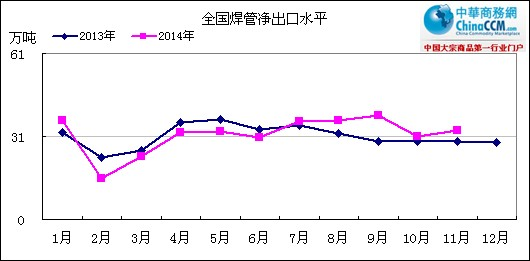 全国焊管净出口水平
中華商務網
ChinaCCM.com
China Commodity Marketplace
中国大宗商品第一行业门户
万吨
2013年
2014年
61
31
0
1月 2月 3月 4月 5月 6月 7月 8月 9月 10月 11月 12月